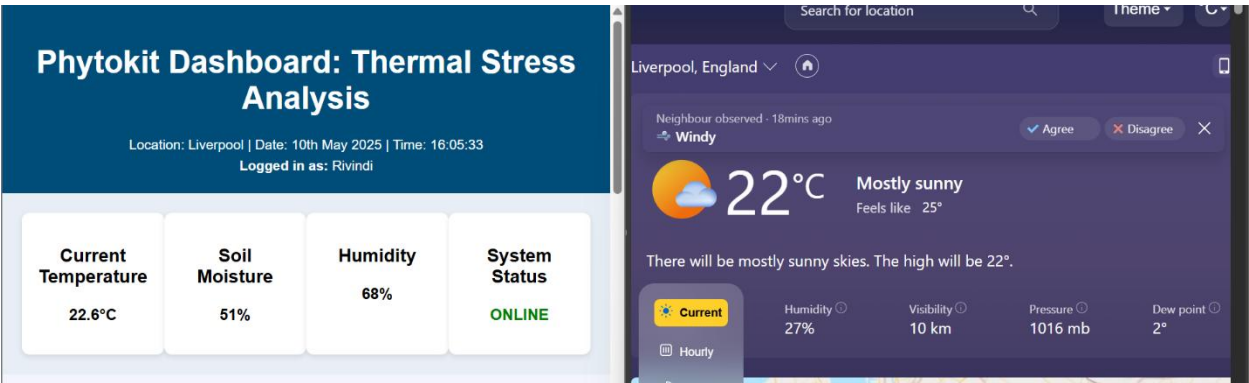 Phytokit Dashboard: Thermal Stress
Analysis
Location: Liverpool | Date: 10th May 2025 | Time: 16:05:33
Logged in as: Rivindi
Current
Temperature
22.6°C
Soil
Moisture
51%
Humidity
68%
System
Status
ONLINE
Search for location
Theme
°C
Liverpool, England
Neighbour observed · 18mins ago
Windy
Agree
Disagree
22°C
Mostly sunny
Feels like 25°
There will be mostly sunny skies. The high will be 22°.
Current
Hourly
Humidity
27%
Visibility
10 km
Pressure
1016 mb
Dew point
2°